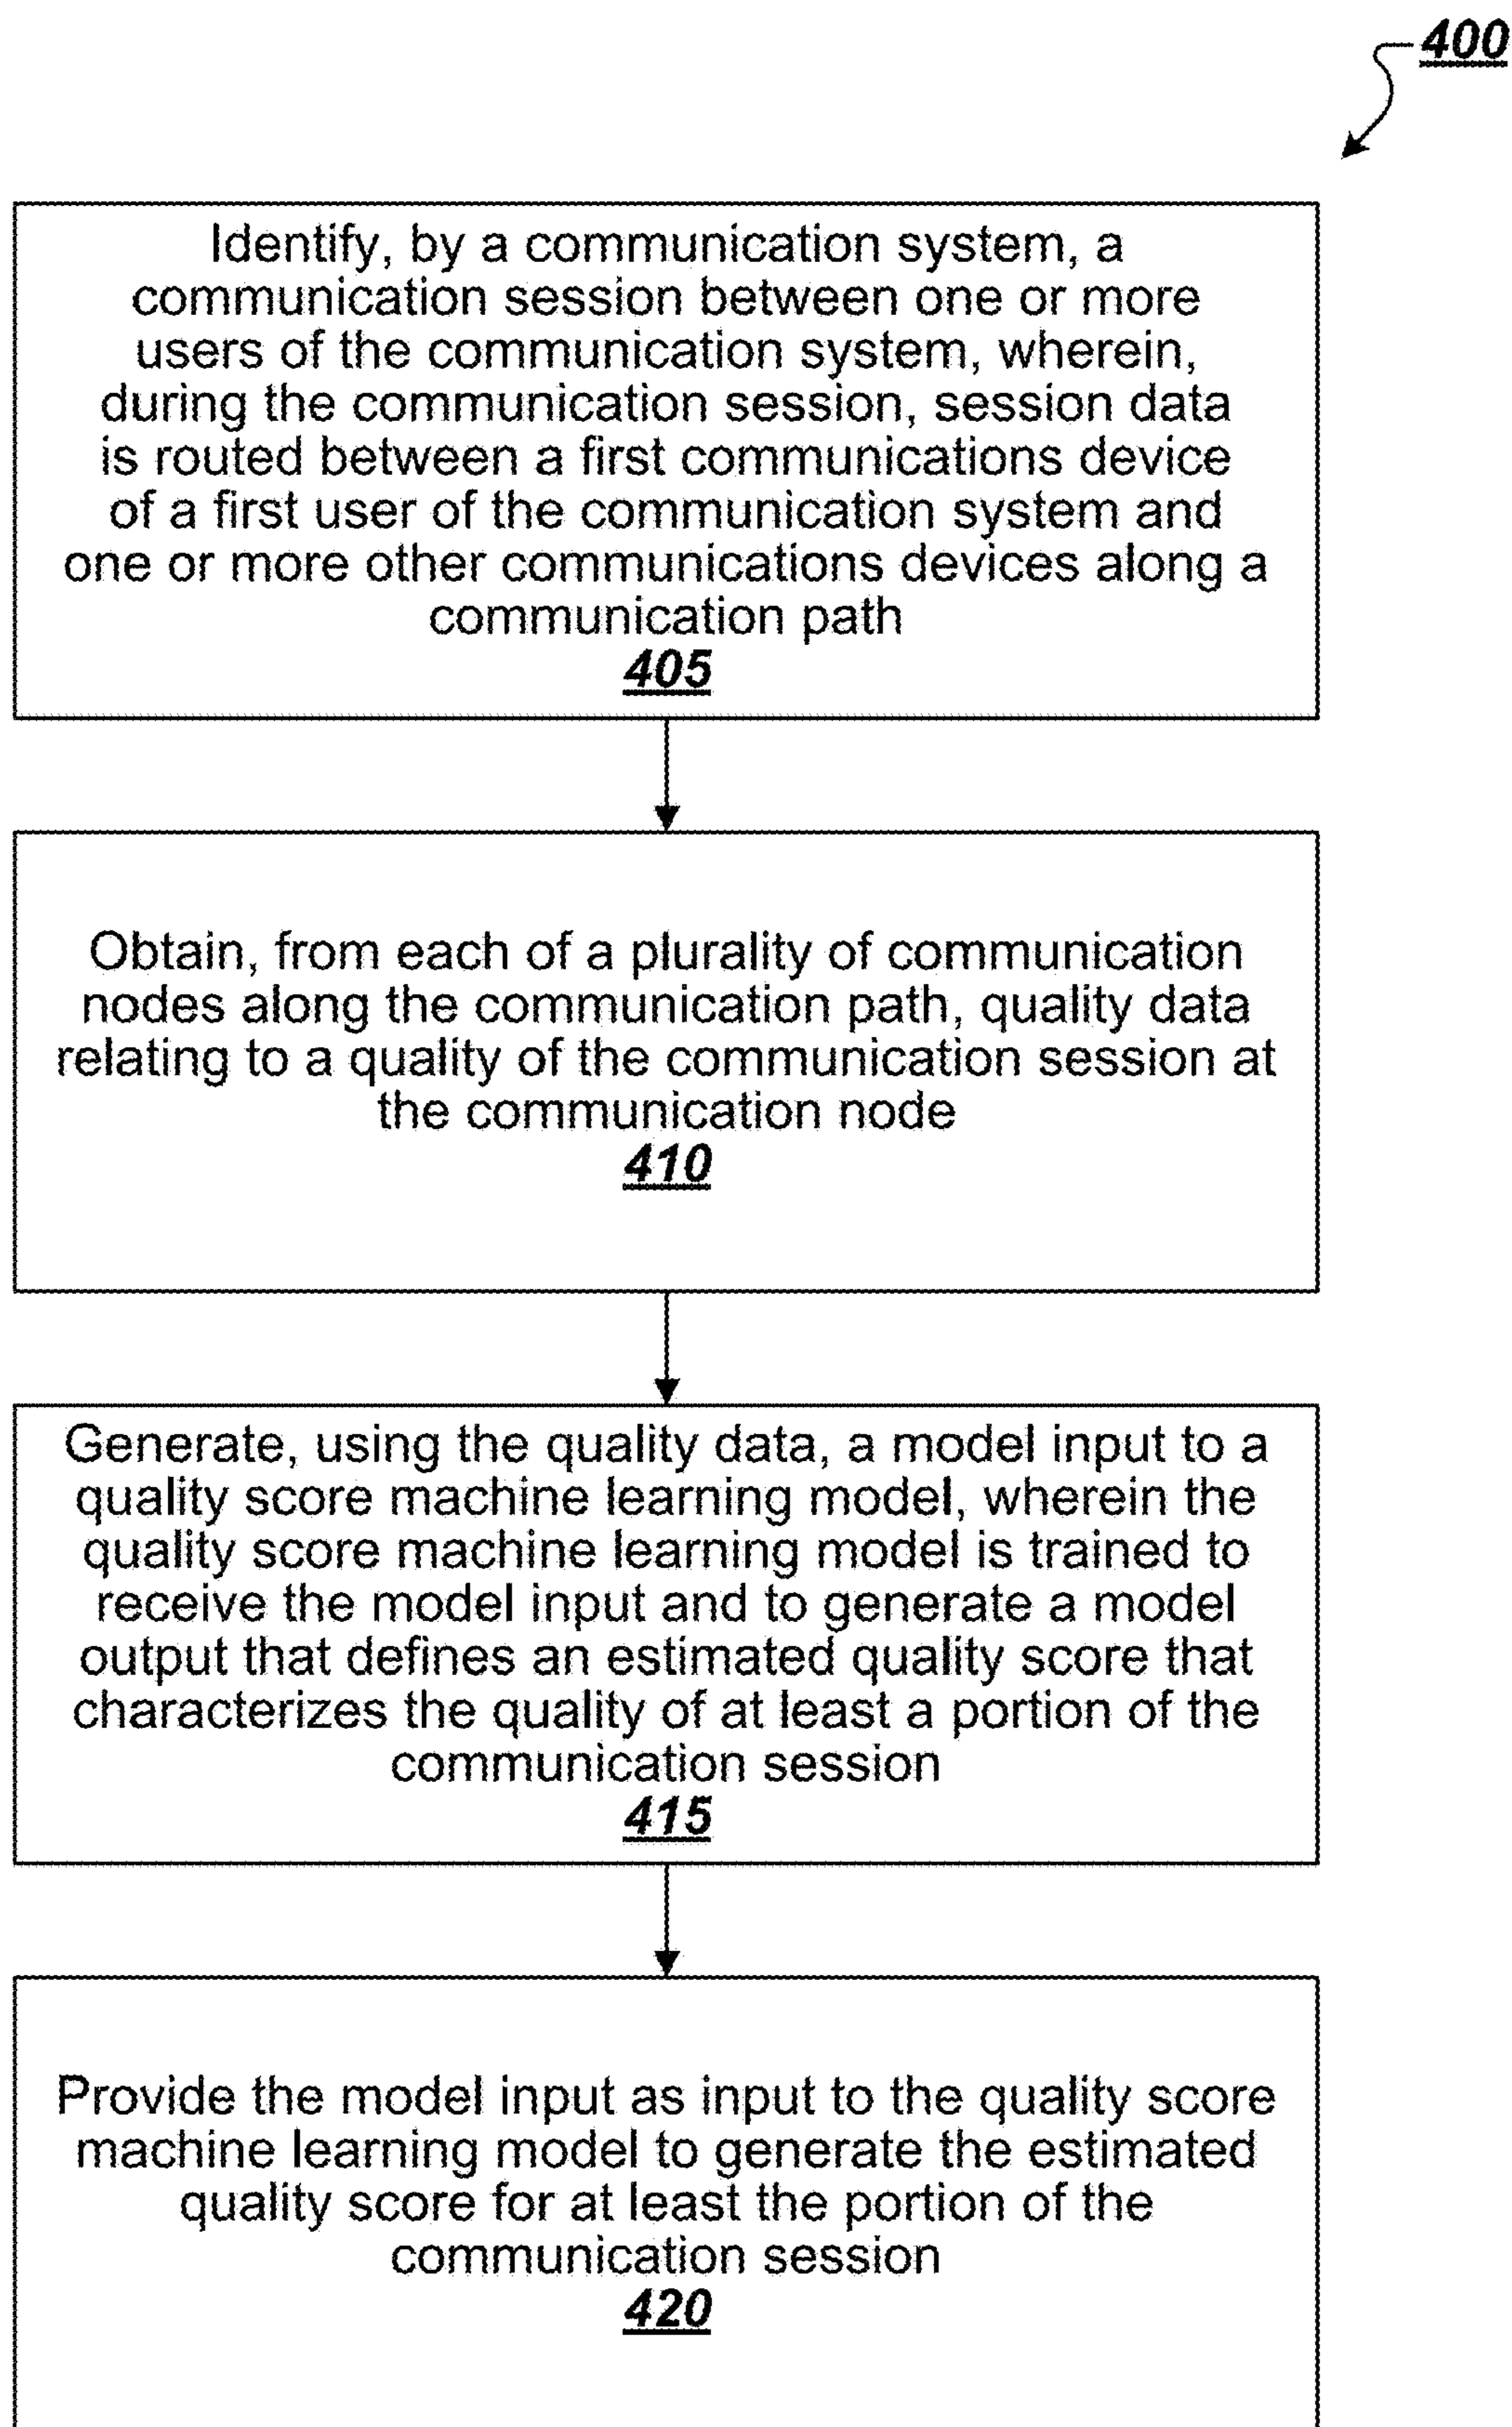 400
Identify, by a communication system, a
communication session between one or more
users of the communication system, wherein,
during the communication session, session data
is routed between a first communications device
of a first user of the communication system and
one or more other communications devices along a
communication path
405
Obtain, from each of a plurality of communication
nodes along the communication path, quality data
relating to a quality of the communication session at
the communication node
410
Generate, using the quality data, a model input to a
quality score machine learning model, wherein the
quality score machine learning model is trained to
receive the model input and to generate a model
output that defines an estimated quality score that
characterizes the quality of at least a portion of the
communication session
415
Provide the model input as input to the quality score
machine learning model to generate the estimated
quality score for at least the portion of the
communication session
420